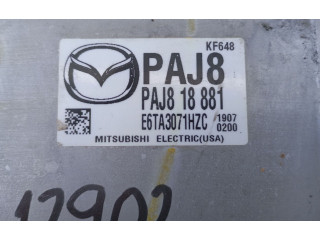 KF648
PAJ8
PAJ8 18 881
E6TA3071HZC 1907
0200
MITSUBISHI ELECTRIC(USA)
12902